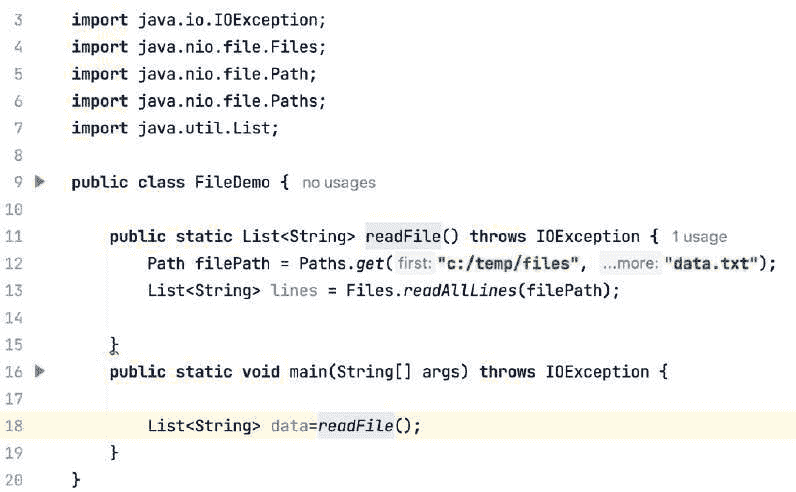 3 import java.io.IOException;
4 import java.nio.file.Files;
5 import java.nio.file.Path;
6 import java.nio.file.Paths;
7 import java.util.List;
8
9 public class FileDemo { no usages
10
11 public static List<String> readFile() throws IOException { 1 usage
12 Path filePath = Paths.get( first: "c:/temp/files", ...more: "data.txt");
13 List<String> lines = Files.readAllLines(filePath);
14
15 }
16 public static void main(String[] args) throws IOException {
17
18 List<String> data=readFile();
19 }
20 }